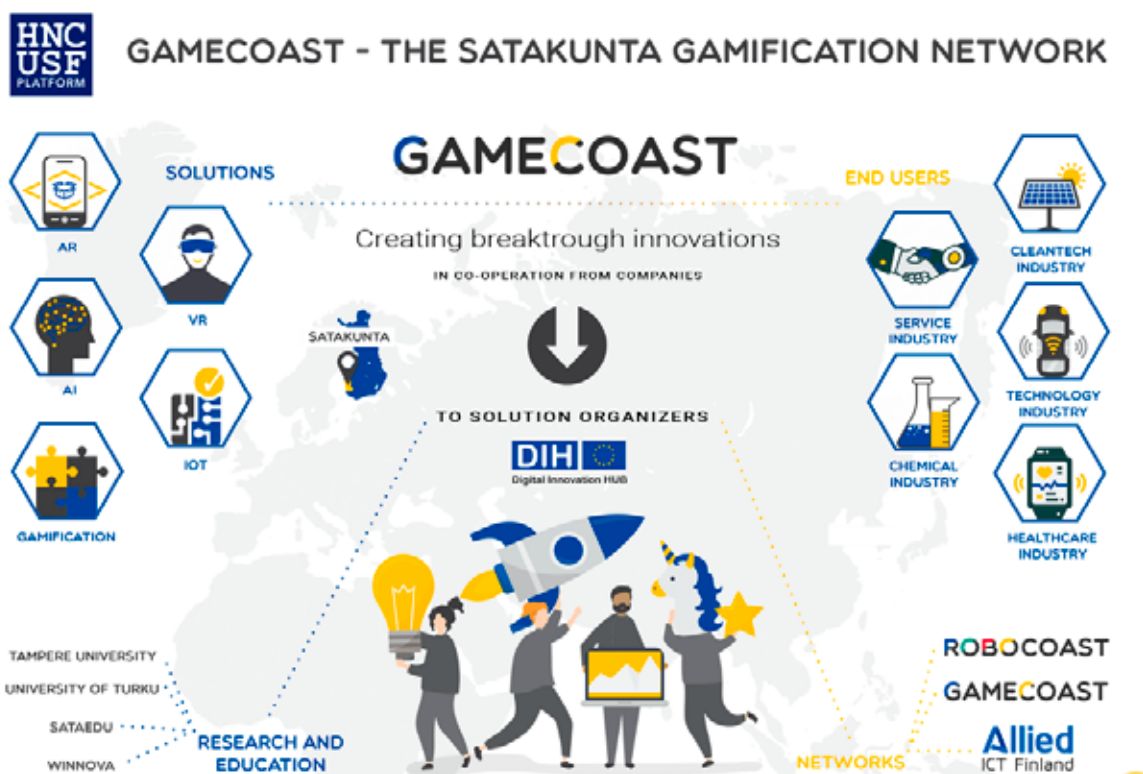 HNC
USF
PLATFORM
GAMECOAST - THE SATAKUNTA GAMIFICATION NETWORK
GAMECOAST
SOLUTIONS
END USERS
Creating breaktrough innovations
IN CO-OPERATION FROM COMPANIES
AR
VR
AI
IOT
GAMIFICATION
SATAKUNTA
CLEANTECH
INDUSTRY
SERVICE
INDUSTRY
TECHNOLOGY
INDUSTRY
CHEMICAL
INDUSTRY
HEALTHCARE
INDUSTRY
TO SOLUTION ORGANIZERS
DIH
Digital Innovation HUB
TAMPERE UNIVERSITY
UNIVERSITY OF TURKU
SATAEDU
WINNOVA
RESEARCH AND
EDUCATION
ROBOCOAST
GAMECOAST
Allied
ICT Finland
NETWORKS